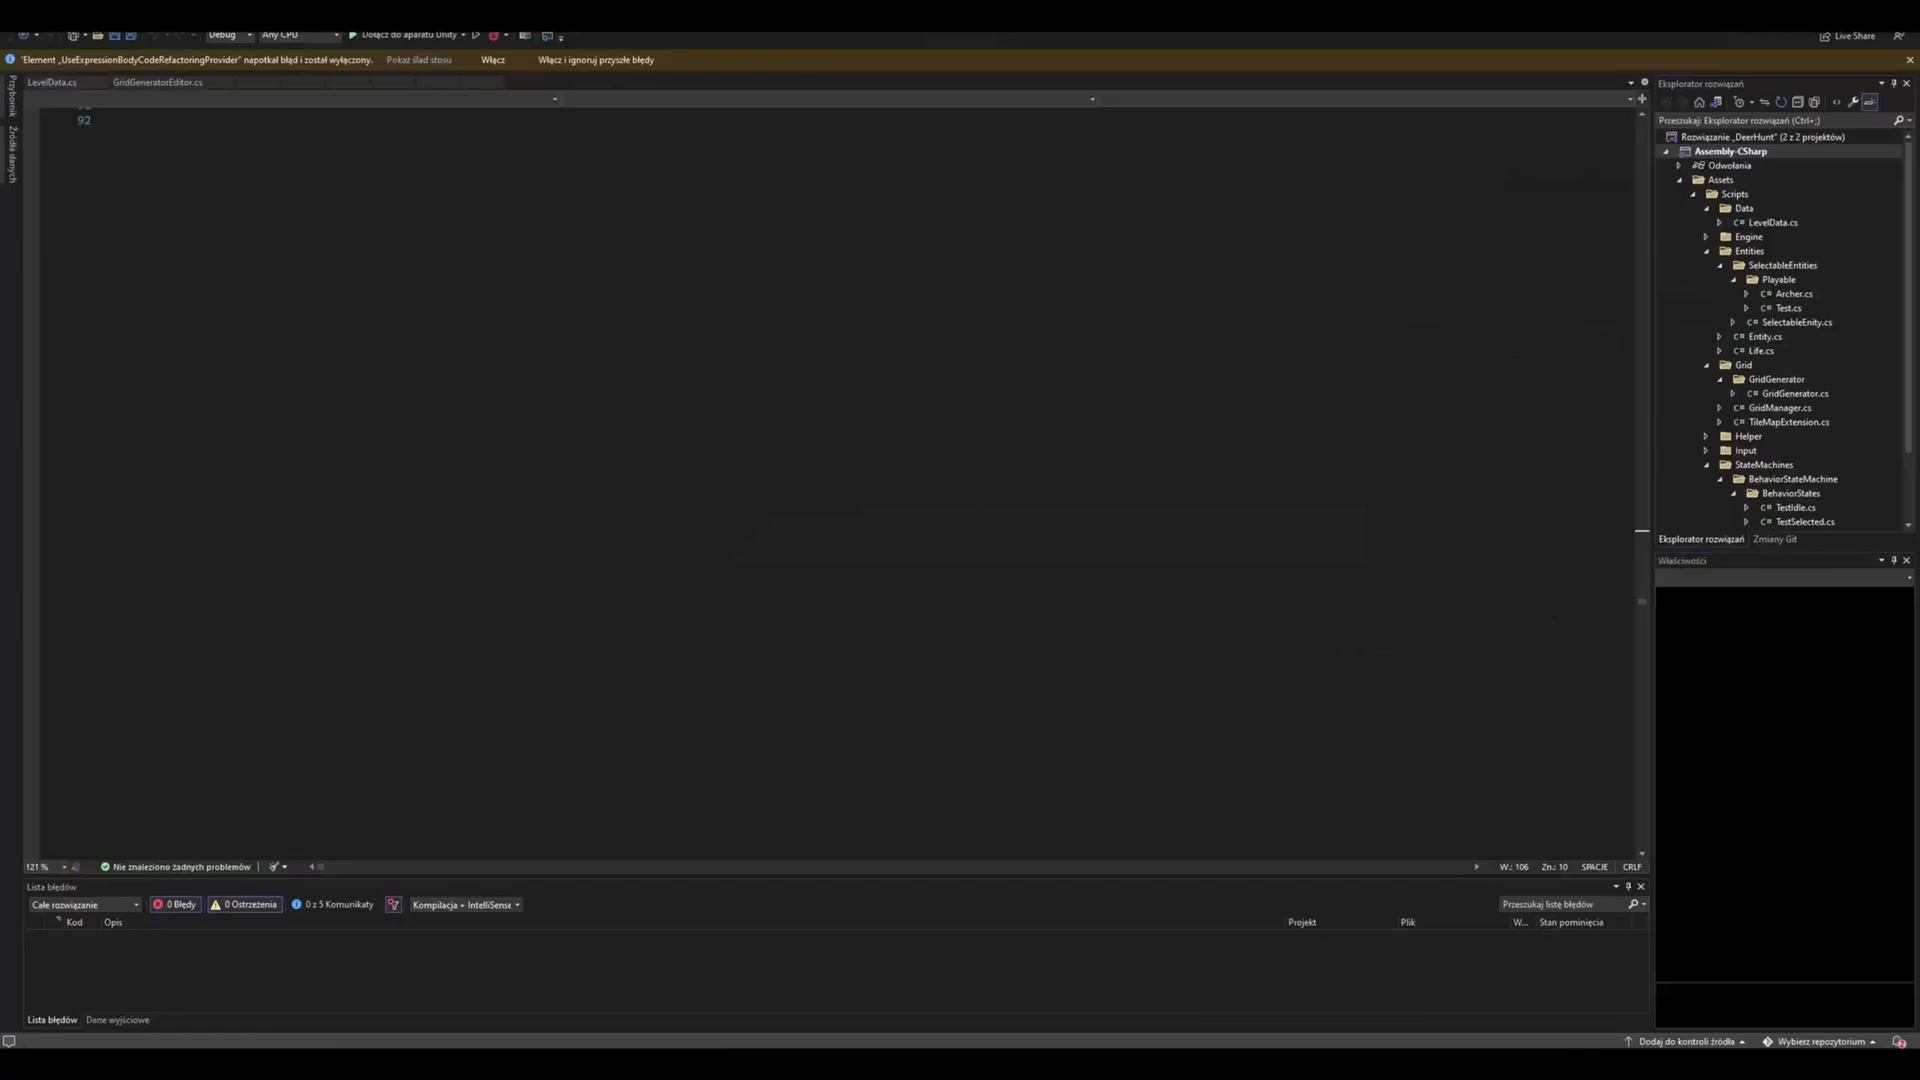 Debug
Any CPU
Dołącz do aparatu Unity
Live Share
'Element „UseExpressionBodyCodeRefactoringProvider" napotkał błąd i został wyłączony.
Pokaż ślad stosu
Włącz
Włącz i ignoruj przyszłe błędy
Przybornik
Źródła danych
LevelData.cs
GridGeneratorEditor.cs
92
Eksplorator rozwiązań
Przeszukaj: Eksplorator rozwiązań (Ctrl+;)
Rozwiązanie „DeerHunt" (2 z 2 projektów)
Assembly-CSharp
Odwołania
Assets
Scripts
Data
C# LevelData.cs
Engine
Entities
SelectableEntities
Playable
C# Archer.cs
C# Test.cs
C# SelectableEnity.cs
C# Entity.cs
C# Life.cs
Grid
GridGenerator
C# GridGenerator.cs
C# GridManager.cs
C# TileMapExtension.cs
Helper
Input
StateMachines
BehaviorStateMachine
BehaviorStates
C# TestIdle.cs
C# TestSelected.cs
Eksplorator rozwiązań
Zmiany Git
Właściwości
121 %
Nie znaleziono żadnych problemów
W.: 106
Zn.: 10
SPACJE
CRLF
Lista błędów
Całe rozwiązanie
0 Błędy
0 Ostrzeżenia
0 z 5 Komunikaty
Kompilacja + IntelliSense
Przeszukaj listę błędów
Kod
Opis
Projekt
Plik
W...
Stan pominięcia
Lista błędów
Dane wyjściowe
Dodaj do kontroli źródła
Wybierz repozytorium
2